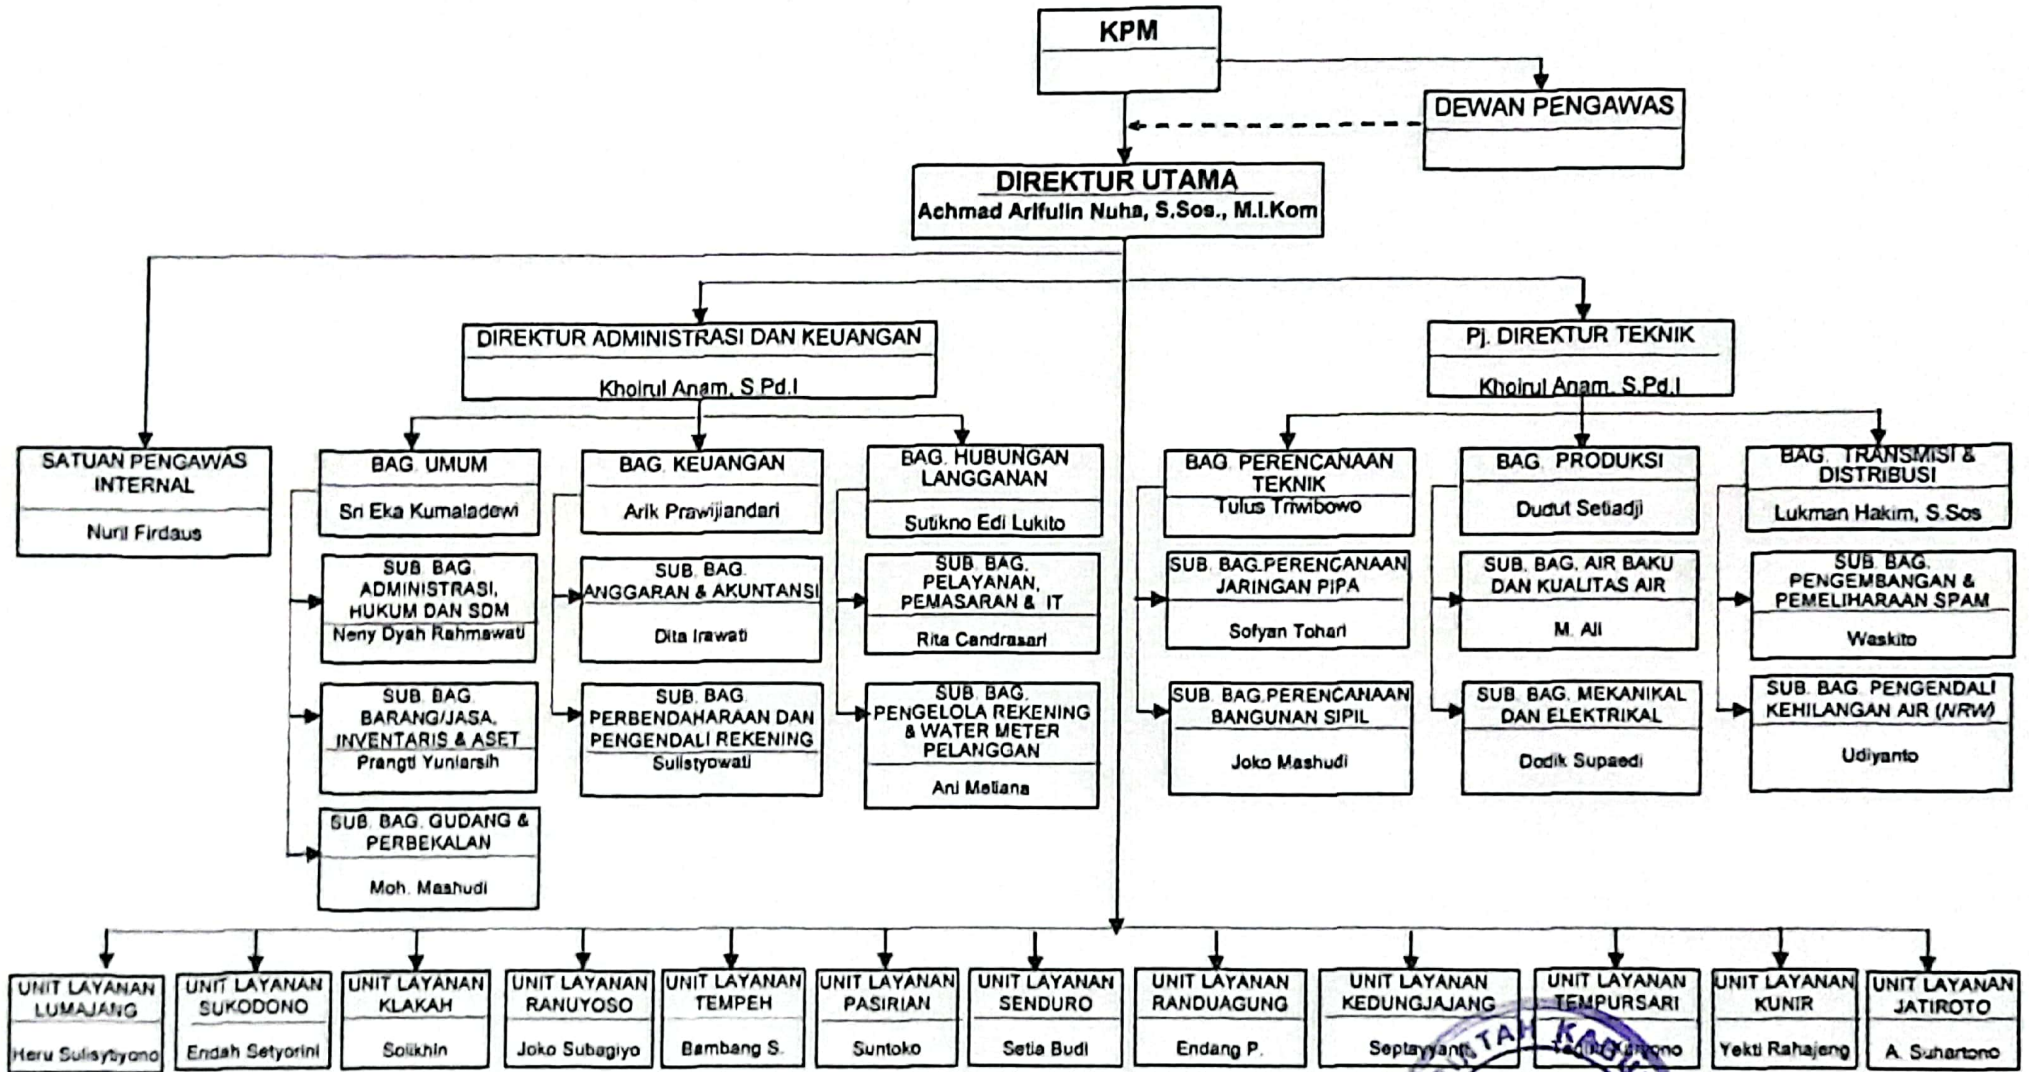 KPM
DEWAN PENGAWAS
DIREKTUR UTAMA
Achmad Arifulin Nuha, S.Sos., M.I.Kom
DIREKTUR ADMINISTRASI DAN KEUANGAN
Khoirul Anam, S Pd.I
Pj. DIREKTUR TEKNIK
Khoirul Anam, S.Pd.I
SATUAN PENGAWAS
INTERNAL
Nuril Firdaus
BAG. UMUM
Sri Eka Kumaladewi
BAG. KEUANGAN
Arik Prawijiandari
BAG. HUBUNGAN
LANGGANAN
Sutikno Edi Lukito
BAG. PERENCANAAN
TEKNIK
Tulus Triwibowo
BAG. PRODUKSI
Dudut Setiadji
BAG. TRANSMISI &
DISTRIBUSI
Lukman Hakim, S.Sos
SUB. BAG.
ADMINISTRASI,
HUKUM DAN SDM
Neny Dyah Rahmawati
SUB. BAG.
ANGGARAN & AKUNTANSI
Dita Irawati
SUB. BAG.
PELAYANAN,
PEMASARAN & IT
Rita Candrasari
SUB. BAG.PERENCANAAN
JARINGAN PIPA
Sofyan Tohari
SUB. BAG. AIR BAKU
DAN KUALITAS AIR
M. Ali
SUB. BAG.
PENGEMBANGAN &
PEMELIHARAAN SPAM
Waskito
SUB. BAG.
BARANG/JASA,
INVENTARIS & ASET
Prangti Yuniarsih
SUB. BAG.
PERBENDAHARAAN DAN
PENGENDALI REKENING
Sulistyowati
SUB. BAG.
PENGELOLA REKENING
& WATER METER
PELANGGAN
Ani Meliana
SUB. BAG.PERENCANAAN
BANGUNAN SIPIL
Joko Mashudi
SUB. BAG. MEKANIKAL
DAN ELEKTRIKAL
Dodik Supaedi
SUB. BAG. PENGENDALI
KEHILANGAN AIR (NRW)
Udiyanto
SUB. BAG. GUDANG &
PERBEKALAN
Moh. Mashudi
UNIT LAYANAN
LUMAJANG
Heru Sulisytyono
UNIT LAYANAN
SUKODONO
Endah Setyorini
UNIT LAYANAN
KLAKAH
Solikhin
UNIT LAYANAN
RANUYOSO
Joko Subagiyo
UNIT LAYANAN
TEMPEH
Bambang S.
UNIT LAYANAN
PASIRIAN
Suntoko
UNIT LAYANAN
SENDURO
Setia Budi
UNIT LAYANAN
RANDUAGUNG
Endang P.
UNIT LAYANAN
KEDUNGJAJANG
UNIT LAYANAN
TEMPURSARI
UNIT LAYANAN
KUNIR
Yekti Rahajeng
UNIT LAYANAN
JATIROTO
A. Suhartono